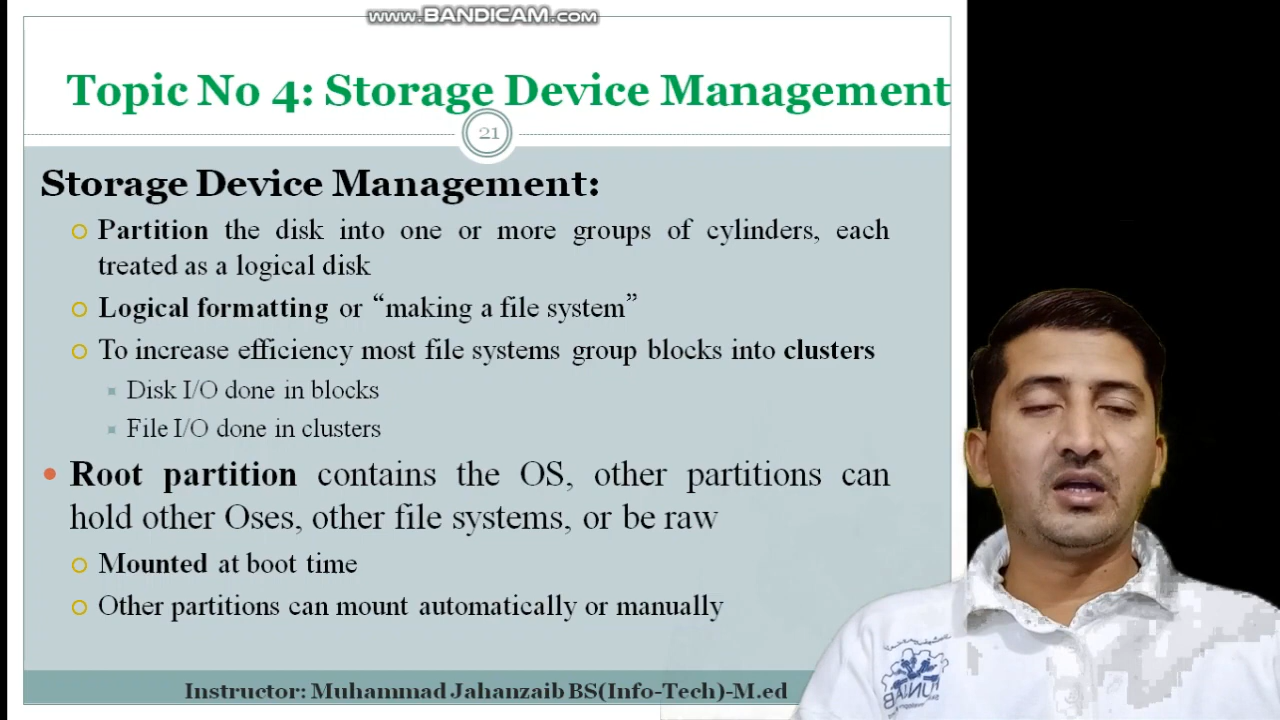 www.BANDICAM.com
Topic No 4: Storage Device Management
21
Storage Device Management:
Partition the disk into one or more groups of cylinders, each
treated as a logical disk
Logical formatting or “making a file system”
To increase efficiency most file systems group blocks into clusters
Disk I/O done in blocks
File I/O done in clusters
Root partition contains the OS, other partitions can
hold other Oses, other file systems, or be raw
Mounted at boot time
Other partitions can mount automatically or manually
Instructor: Muhammad Jahanzaib BS(Info-Tech)-M.ed